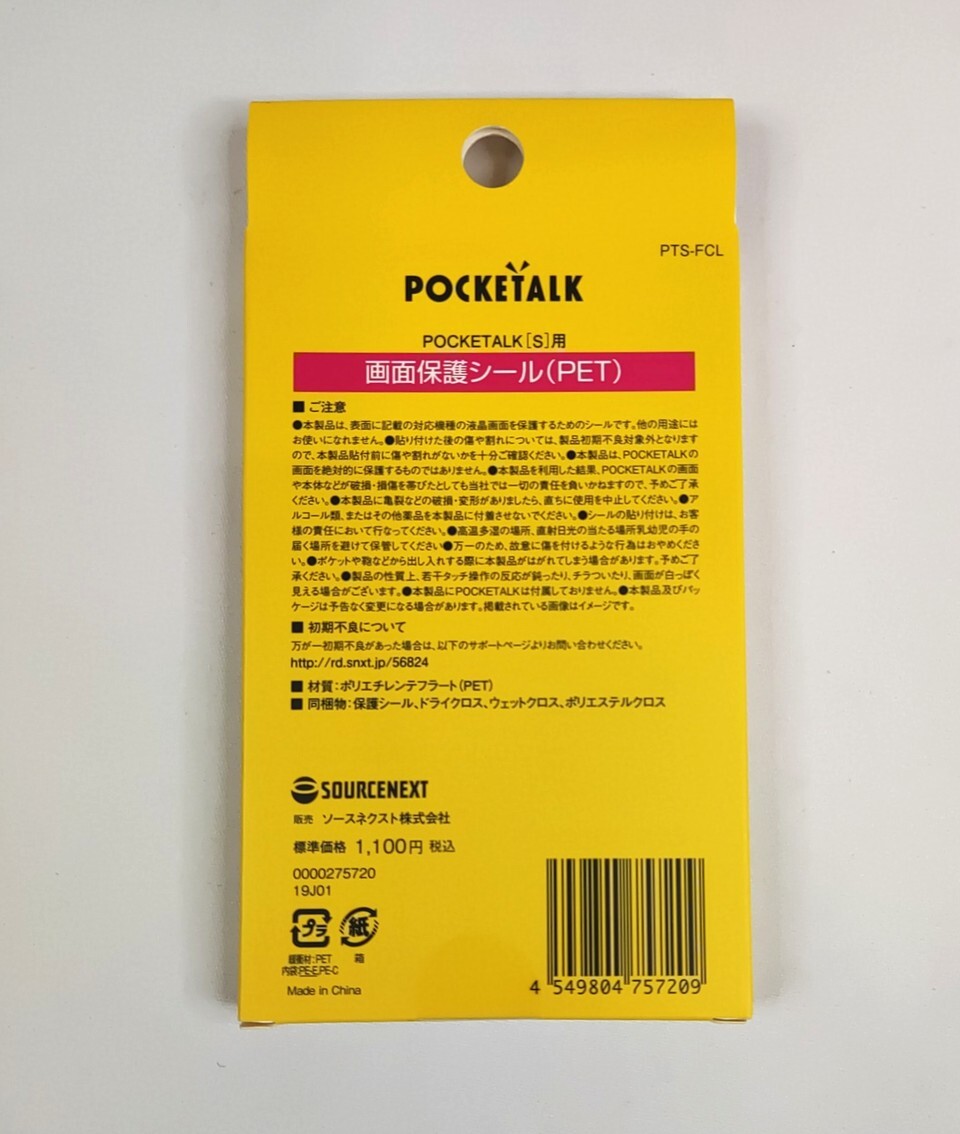 PTS-FCL
POCKETALK
POCKETALK[S]用
画面保護シール(PET)
■ ご注意
●本製品は、表面に記載の対応機種の液晶画面を保護するためのシールです。他の用途には
お使いになれません。●貼り付けた後の傷や割れについては、製品初期不良対象外となります
ので、本製品貼付前に傷や割れがないかを十分ご確認ください。●本製品は、POCKETALKの
画面を絶対的に保護するものではありません。●本製品を利用した結果、POCKETALKの画面
や本体などが破損・損傷を帯びたとしても当社では一切の責任を負いかねますので、予めご了承
ください。●本製品に亀裂などの破損・変形がありましたら、直ちに使用を中止してください。●ア
ルコール類、またはその他薬品を本製品に付着させないでください。●シールの貼り付けは、お客
様の責任において行なってください。●高温多湿の場所、直射日光の当たる場所乳幼児の手の
届く場所を避けて保管してください●万一のため、故意に傷を付けるような行為はおやめくださ
い。●ポケットや鞄などから出し入れする際に本製品がはがれてしまう場合があります。予めご了
承ください。●製品の性質上、若干タッチ操作の反応が鈍ったり、チラついたり、画面が白っぽく
見える場合がございます。●本製品にPOCKETALKは付属しておりません。●本製品及びパッ
ケージは予告なく変更になる場合があります。掲載されている画像はイメージです。
■ 初期不良について
万が一初期不良があった場合は、以下のサポートページよりお問い合わせください。
http://rd.snxt.jp/56824
■ 材質：ポリエチレンテフラート(PET)
■ 同梱物：保護シール、ドライクロス、ウェットクロス、ポリエステルクロス
SOURCENEXT
販売 ソースネクスト株式会社
標準価格 1,100円 税込
0000275720
19J01
プラ 紙
緩衝材：PET 箱
内袋：PE-F,PE-C
Made in China
4 549804 757209